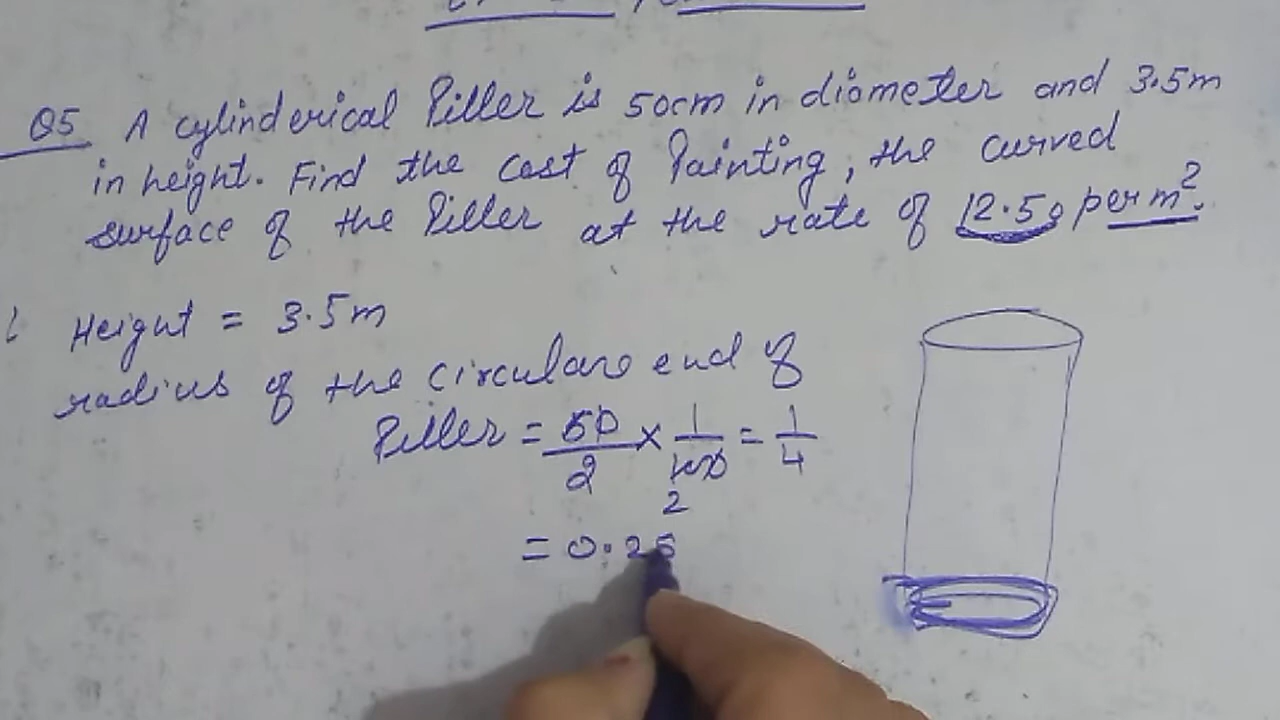 Q5 A cylinderical Piller is 50cm in diameter and 3.5m
in height. Find the cost of Painting, the curved
surface of the Piller at the rate of 12.50 per m².
Height = 3.5m
radius of the circulare end of
Piller = 50/2 × 1/100 = 1/4
2
= 0.25